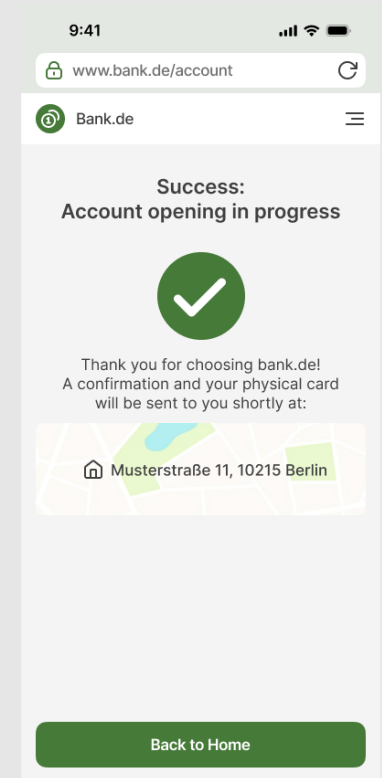 9:41
www.bank.de/account
Bank.de
Success:
Account opening in progress
Thank you for choosing bank.de!
A confirmation and your physical card
will be sent to you shortly at:
Musterstraße 11, 10215 Berlin
Back to Home